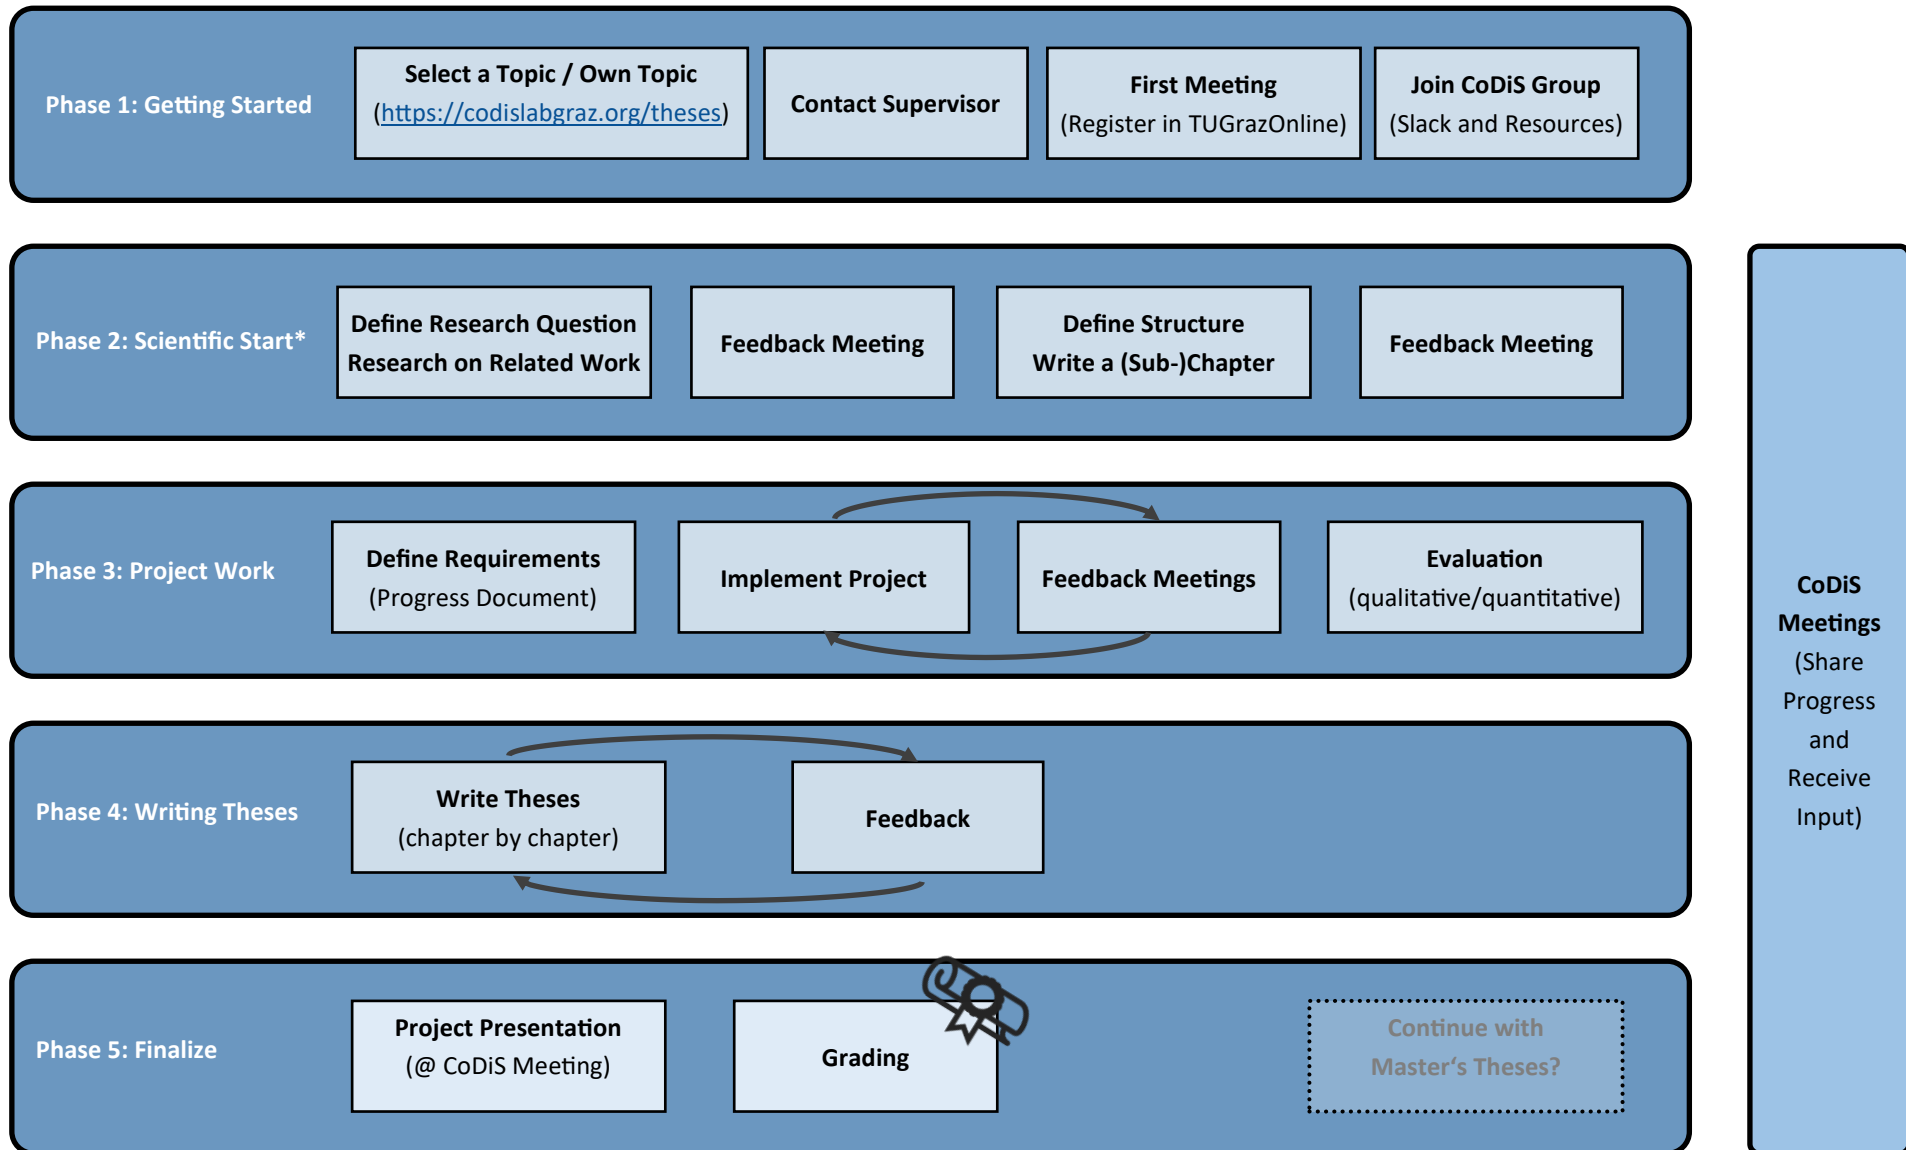 Phase 1: Getting Started
Select a Topic / Own Topic
(https://codislabgraz.org/theses)
Contact Supervisor
First Meeting
(Register in TUGrazOnline)
Join CoDiS Group
(Slack and Resources)
Phase 2: Scientific Start*
Define Research Question
Research on Related Work
Feedback Meeting
Define Structure
Write a (Sub-)Chapter
Feedback Meeting
Phase 3: Project Work
Define Requirements
(Progress Document)
Implement Project
Feedback Meetings
Evaluation
(qualitative/quantitative)
Phase 4: Writing Theses
Write Theses
(chapter by chapter)
Feedback
Phase 5: Finalize
Project Presentation
(@ CoDiS Meeting)
Grading
Continue with
Master‘s Theses?
CoDiS
Meetings
(Share
Progress
and
Receive
Input)